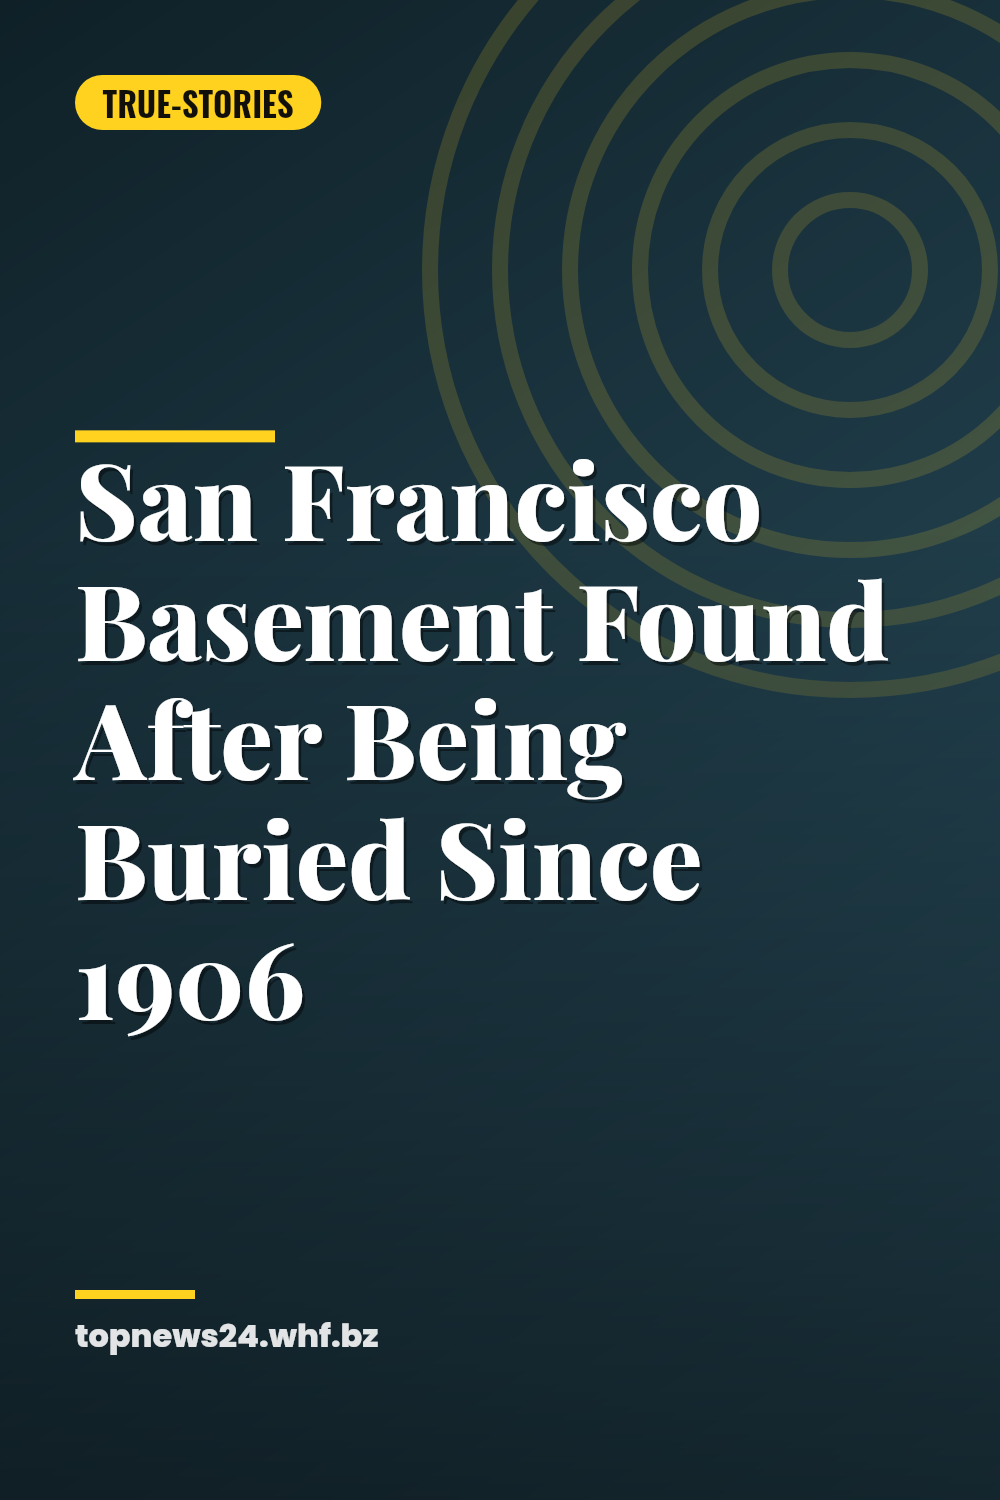 TRUE-STORIES
San Francisco
Basement Found
After Being
Buried Since
1906
topnews24.whf.bz